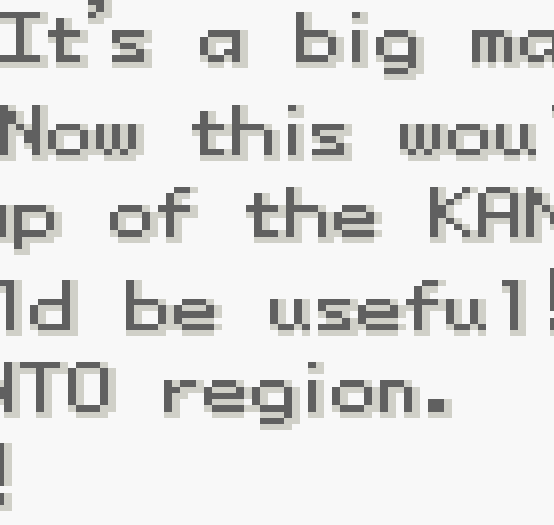 It's a big ma
Now this wou
p of the KAN
ld be useful!
NTO region.
!